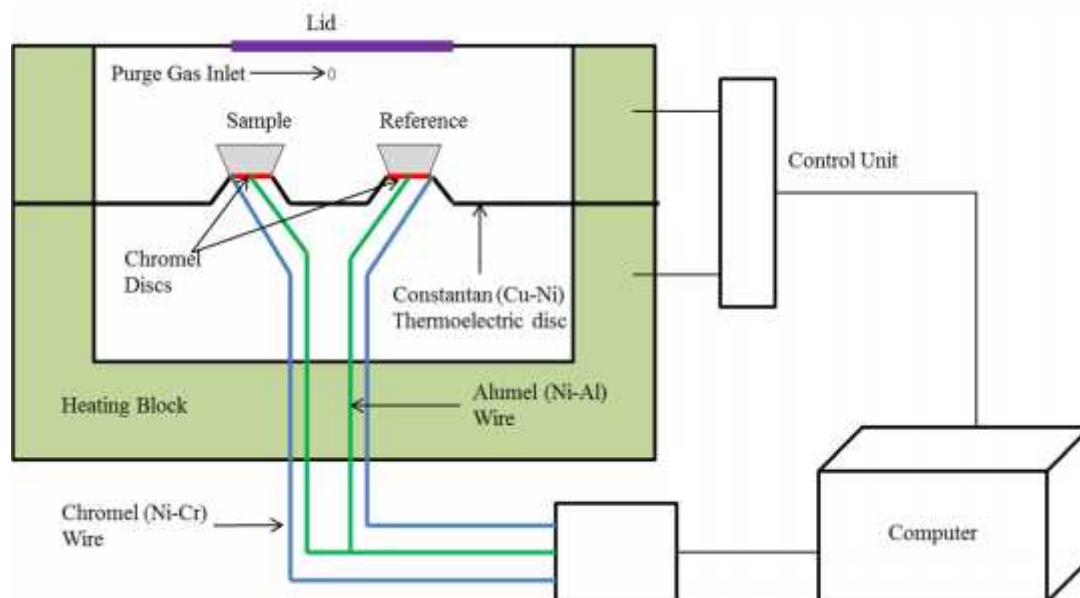 Lid
Purge Gas Inlet
0
Sample
Reference
Control Unit
Chromel
Discs
Constantan (Cu-Ni)
Thermoelectric disc
Heating Block
Alumel (Ni-Al)
Wire
Chromel (Ni-Cr)
Wire
Computer